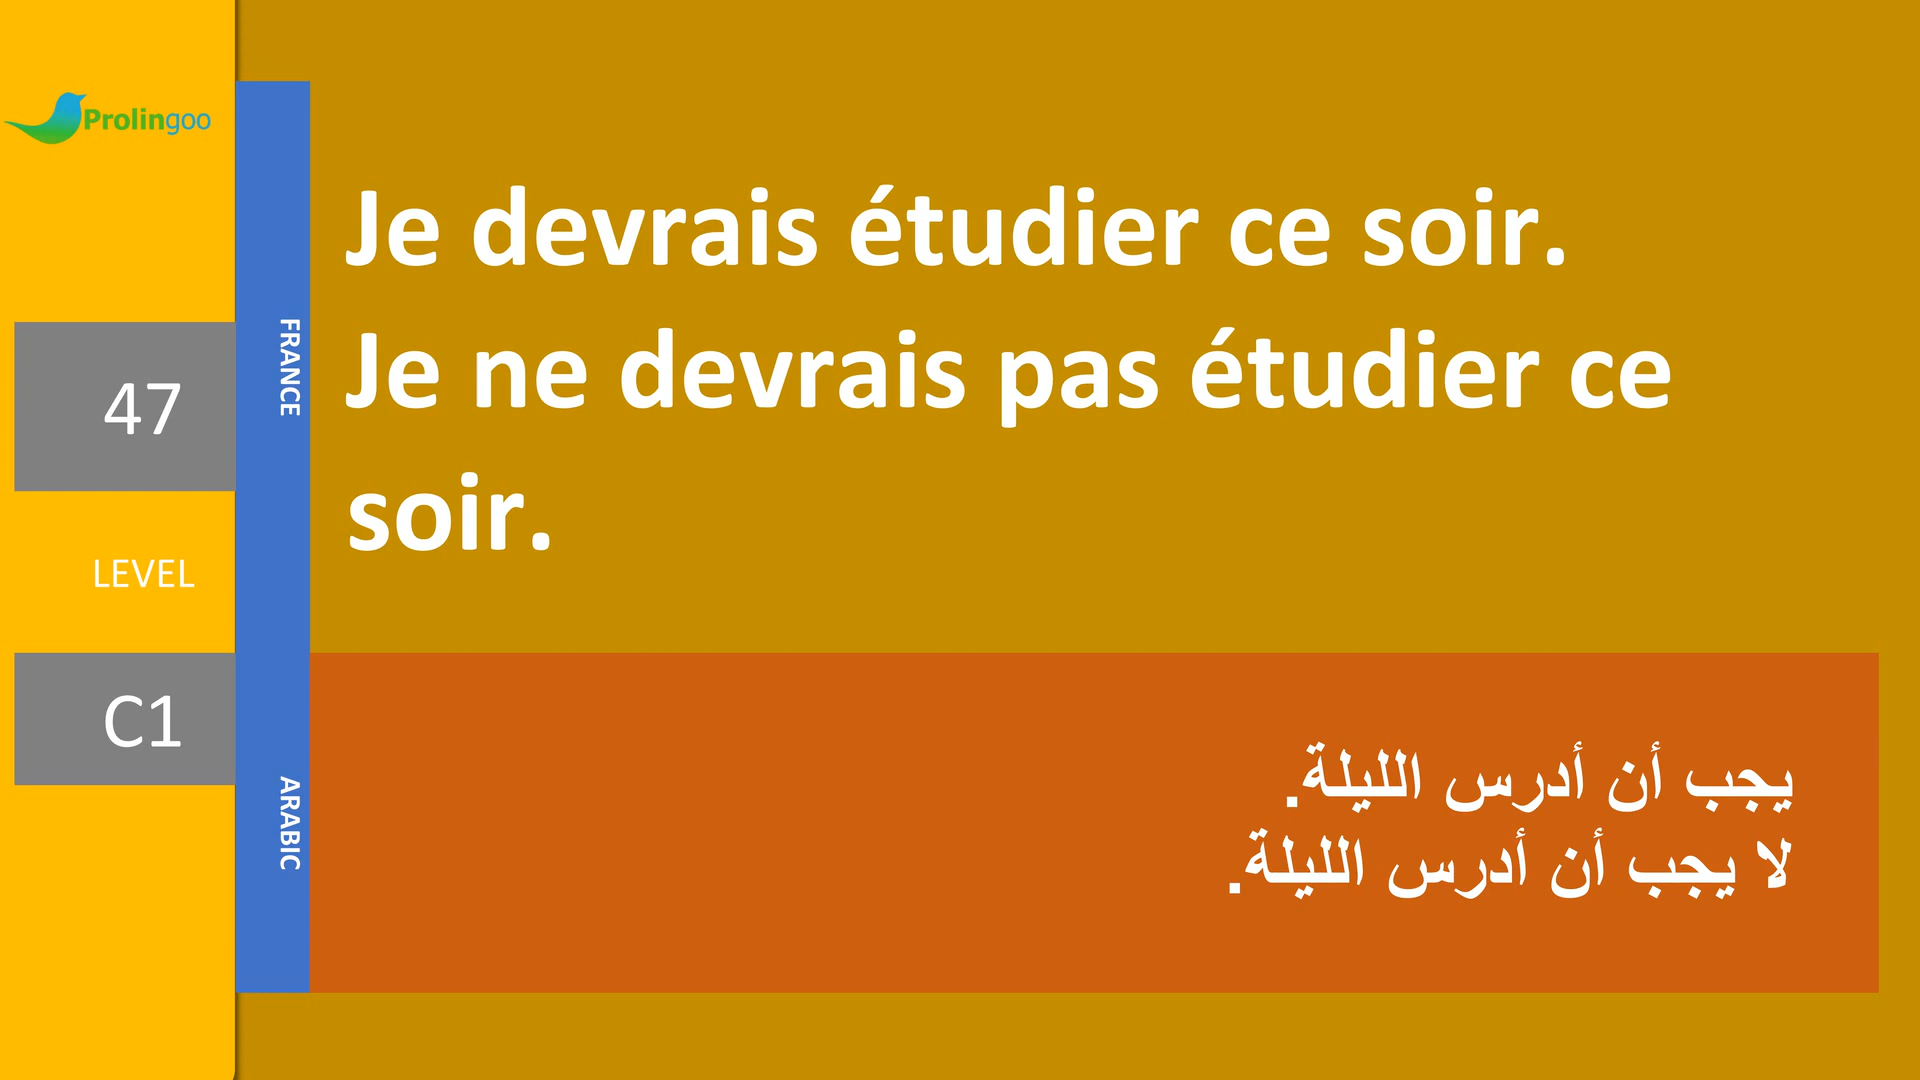 Prolingoo
47
LEVEL
C1
FRANCE
Je devrais étudier ce soir.
Je ne devrais pas étudier ce
soir.
ARABIC
يجب أن أدرس الليلة.
لا يجب أن أدرس الليلة.